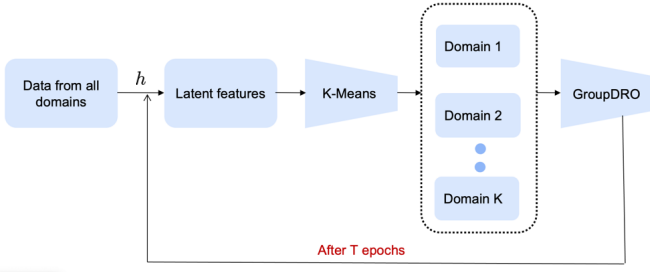 Data from all
domains
h
Latent features
K-Means
Domain 1
Domain 2
Domain K
GroupDRO
After T epochs